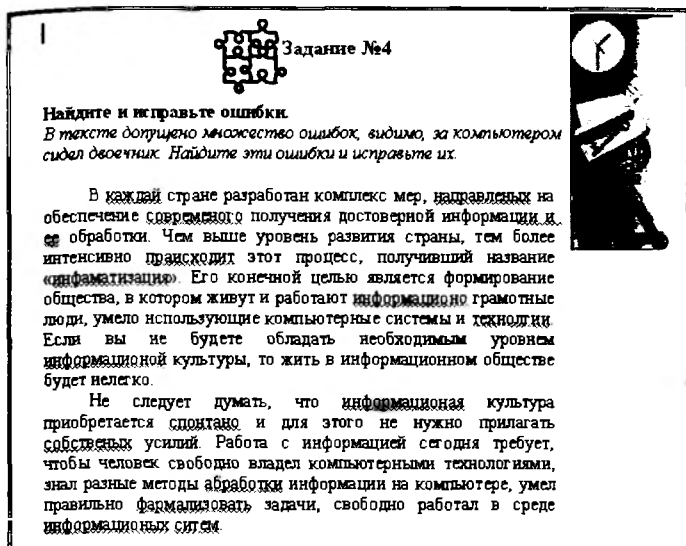 Задание №4
Найдите и исправьте ошибки.
В тексте допущено множество ошибок, видимо, за компьютером
сидел двоечник. Найдите эти ошибки и исправьте их.
В каждай стране разработан комплекс мер, направленых на
обеспечение современого получения достоверной информации и
ее обработки. Чем выше уровень развития страны, тем более
интенсивно праисходит этот процесс, получивший название
«инфаматизация». Его конечной целью является формирование
общества, в котором живут и работают информационо грамотные
люди, умело использующие компьютерные системы и технолгии.
Если вы не будете обладать необходимым уровнем
информационой культуры, то жить в информационном обществе
будет нелегко.
Не следует думать, что информационая культура
приобретается спонтано и для этого не нужно прилагать
собственых усилий. Работа с информацией сегодня требует,
чтобы человек свободно владел компьютерными технологиями,
знал разные методы абработки информации на компьютере, умел
правильно фармализовать задачи, свободно работал в среде
информационых ситем.